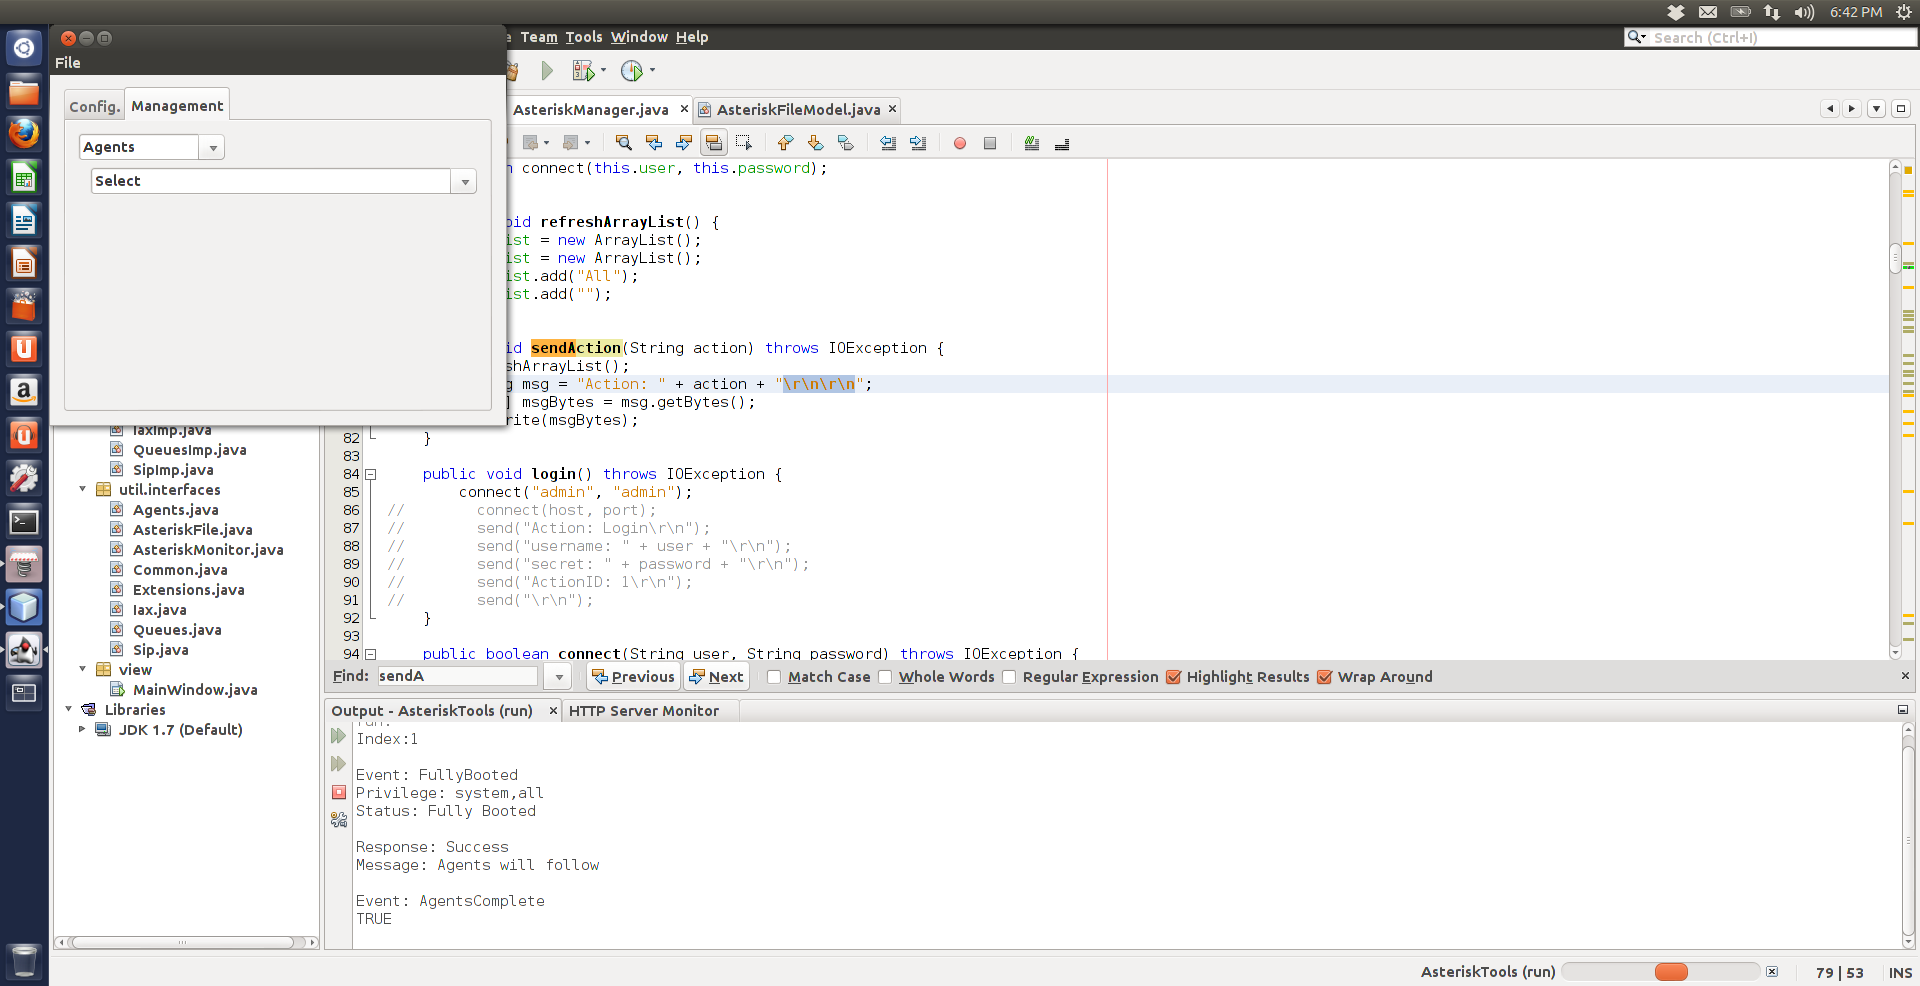 6:42 PM
File
Team Tools Window Help
Search (Ctrl+I)
Config. Management
AsteriskManager.java × AsteriskFileModel.java ×
Agents
Select
connect(this.user, this.password);
oid refreshArrayList() {
ist = new ArrayList();
ist = new ArrayList();
ist.add("All");
ist.add("");
id sendAction(String action) throws IOException {
shArrayList();
g msg = "Action: " + action + "\r\n\r\n";
] msgBytes = msg.getBytes();
rite(msgBytes);
82 }
83
84 public void login() throws IOException {
85 connect("admin", "admin");
86 // connect(host, port);
87 // send("Action: Login\r\n");
88 // send("username: " + user + "\r\n");
89 // send("secret: " + password + "\r\n");
90 // send("ActionID: 1\r\n");
91 // send("\r\n");
92 }
93
94 public boolean connect(String user, String password) throws IOException {
IaxImp.java
QueuesImp.java
SipImp.java
util.interfaces
Agents.java
AsteriskFile.java
AsteriskMonitor.java
Common.java
Extensions.java
Iax.java
Queues.java
Sip.java
view
MainWindow.java
Libraries
JDK 1.7 (Default)
Find: sendA Previous Next Match Case Whole Words Regular Expression Highlight Results Wrap Around
Output - AsteriskTools (run) × HTTP Server Monitor
run:
Index:1
Event: FullyBooted
Privilege: system,all
Status: Fully Booted
Response: Success
Message: Agents will follow
Event: AgentsComplete
TRUE
AsteriskTools (run) 79 | 53 INS